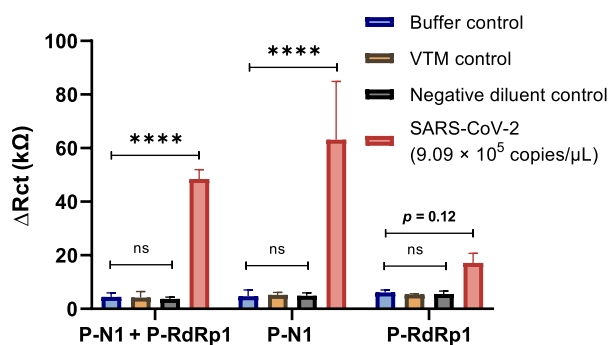 Buffer control
VTM control
Negative diluent control
SARS-CoV-2
(9.09 × 10⁵ copies/µL)
ΔRct (kΩ)
100
80
60
40
20
0
****
ns
****
ns
p = 0.12
ns
P-N1 + P-RdRp1
P-N1
P-RdRp1